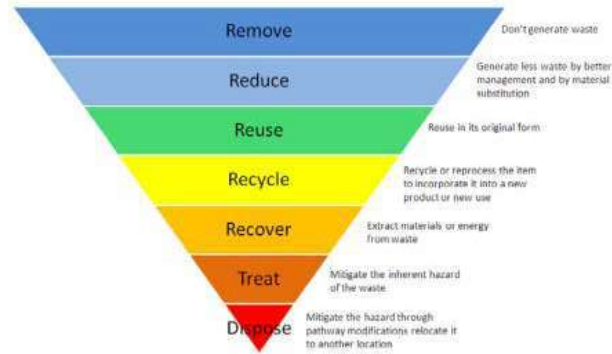 Remove
Don't generate waste
Reduce
Generate less waste by better
management and by material
substitution
Reuse
Reuse in its original form
Recycle
Recycle or reprocess the item
to incorporate it into a new
product or new use
Recover
Extract materials or energy
from waste
Treat
Mitigate the inherent hazard
of the waste
Dispose
Mitigate the hazard through
pathway modifications relocate it
to another location